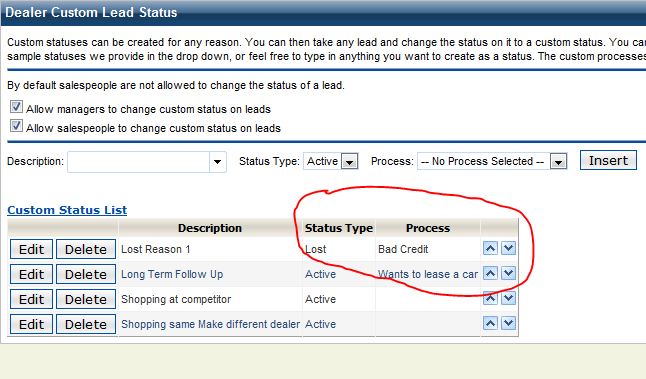 Dealer Custom Lead Status
Custom statuses can be created for any reason. You can then take any lead and change the status on it to a custom status. You can
sample statuses we provide in the drop down, or feel free to type in anything you want to create as a status. The custom processes
By default salespeople are not allowed to change the status of a lead.
Allow managers to change custom status on leads
Allow salespeople to change custom status on leads
Description: Status Type: Active Process: -- No Process Selected -- Insert
Custom Status List
Description Status Type Process
Edit Delete Lost Reason 1 Lost Bad Credit
Edit Delete Long Term Follow Up Active Wants to lease a car
Edit Delete Shopping at competitor Active
Edit Delete Shopping same Make different dealer Active